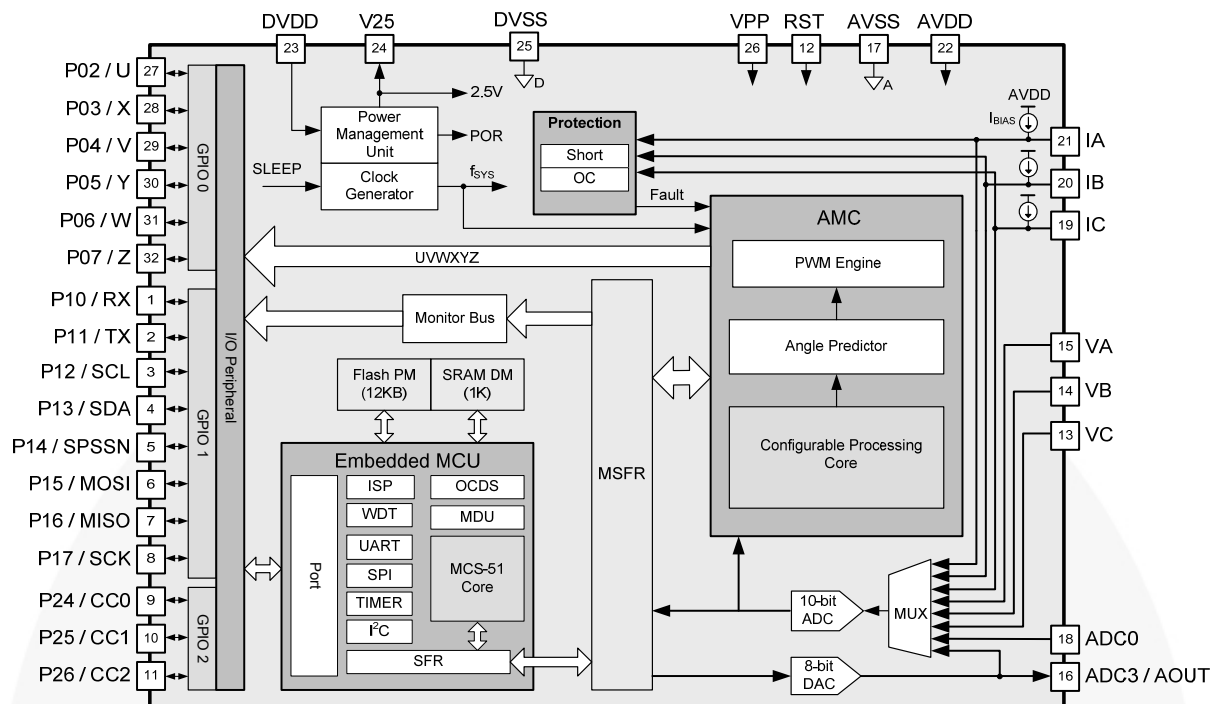 DVDD V25 DVSS VPP RST AVSS AVDD
23 24 25 26 12 17 22
D A
P02 / U 27
P03 / X 28
P04 / V 29
P05 / Y 30
P06 / W 31
P07 / Z 32
P10 / RX 1
P11 / TX 2
P12 / SCL 3
P13 / SDA 4
P14 / SPSSN 5
P15 / MOSI 6
P16 / MISO 7
P17 / SCK 8
P24 / CC0 9
P25 / CC1 10
P26 / CC2 11
GPIO 0
GPIO 1
GPIO 2
I/O Peripheral
2.5V
Power
Management
Unit
POR
SLEEP
Clock
Generator
fSYS
Protection
Short
OC
Fault
AVDD
IBIAS
21 IA
20 IB
19 IC
UVWXYZ
AMC
PWM Engine
Angle Predictor
Configurable Processing
Core
Monitor Bus
MSFR
Flash PM
(12KB)
SRAM DM
(1K)
Embedded MCU
Port
ISP
WDT
UART
SPI
TIMER
I2C
OCDS
MDU
MCS-51
Core
SFR
10-bit
ADC
8-bit
DAC
MUX
15 VA
14 VB
13 VC
18 ADC0
16 ADC3 / AOUT